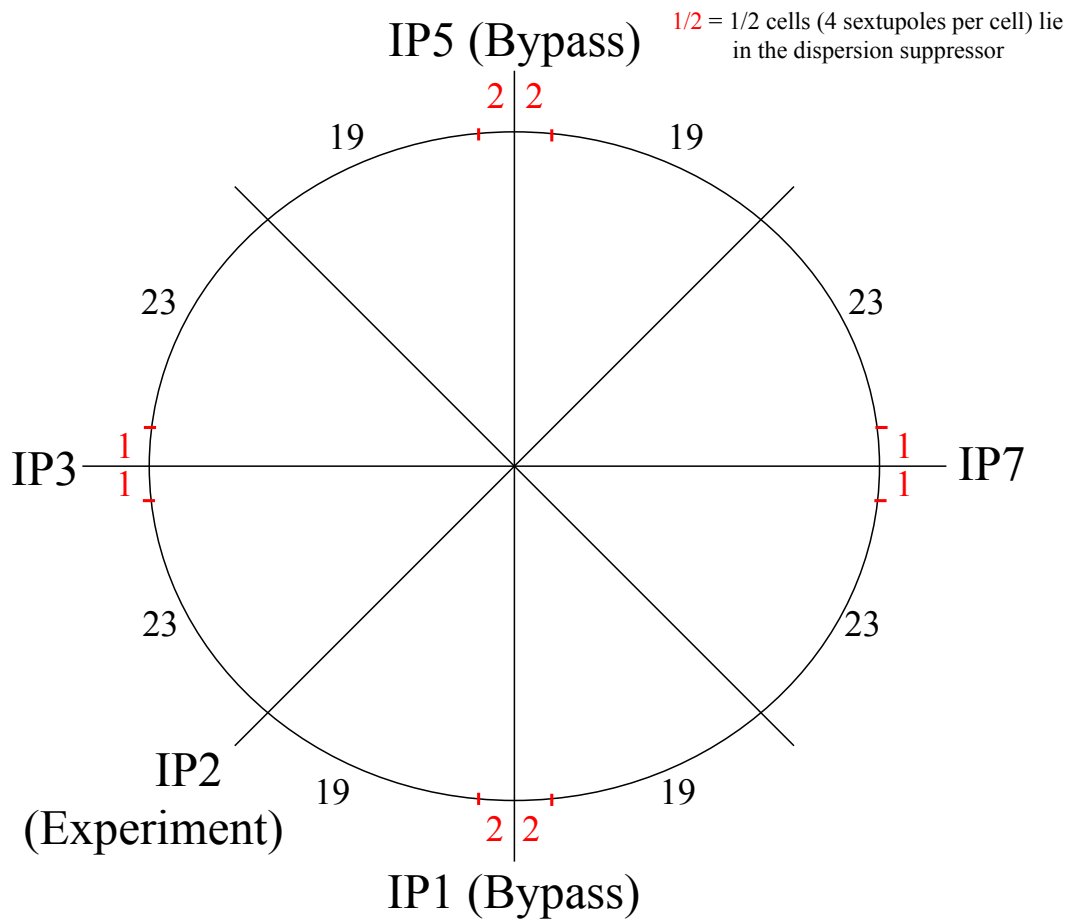 1/2 = 1/2 cells (4 sextupoles per cell) lie
in the dispersion suppressor
IP5 (Bypass)
2 2
19 19
23 23
1 1
IP3 IP7
1 1
23 23
IP2
(Experiment)
19 19
2 2
IP1 (Bypass)